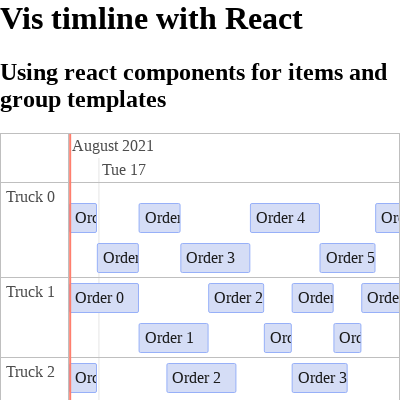 Vis timline with React
Using react components for items and
group templates
August 2021
Tue 17
Truck 0
Ord
Order
Order 4
Or
Order
Order 3
Order 5
Truck 1
Order 0
Order 2
Order
Orde
Order 1
Orc
Orc
Truck 2
Orc
Order 2
Order 3